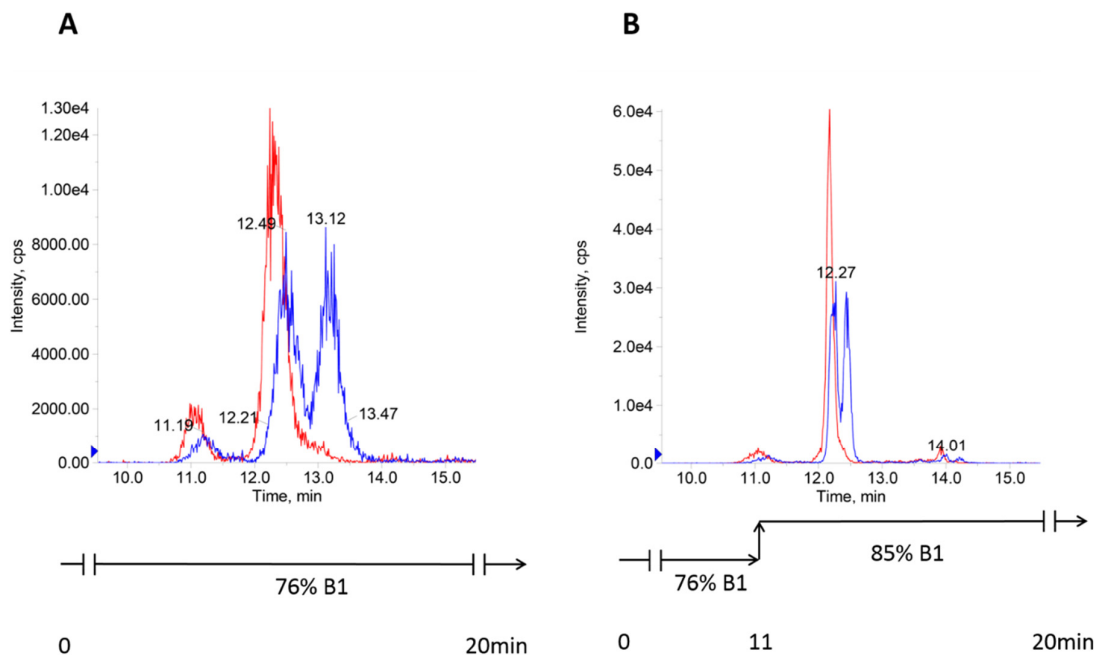 A
B
Intensity, cps
1.30e4
1.20e4
1.00e4
8000.00
6000.00
4000.00
2000.00
0.00
11.19
12.21
12.49
13.12
13.47
10.0 11.0 12.0 13.0 14.0 15.0
Time, min
76% B1
0 20min
Intensity, cps
6.0e4
5.0e4
4.0e4
3.0e4
2.0e4
1.0e4
0.0
12.27
14.01
10.0 11.0 12.0 13.0 14.0 15.0
Time, min
76% B1
85% B1
0 11 20min